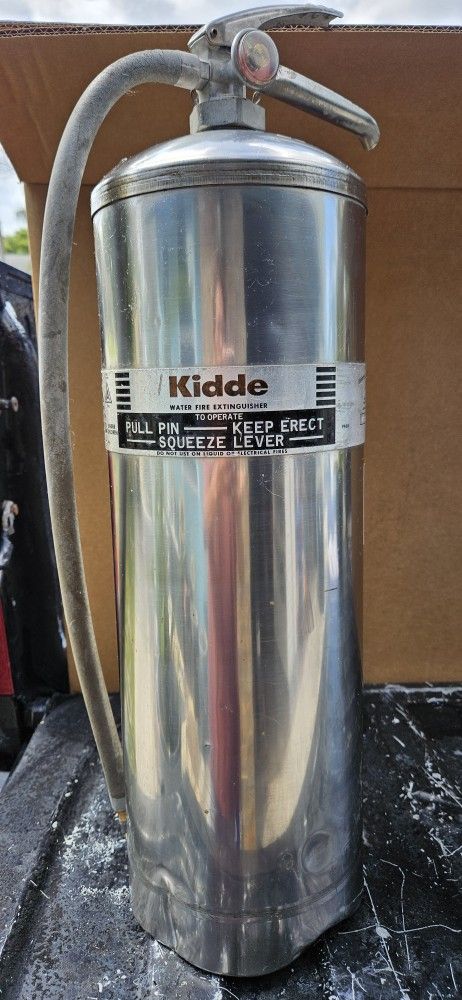 Kidde
WATER FIRE EXTINGUISHER
TO OPERATE
PULL PIN — KEEP ERECT
— SQUEEZE LEVER —
DO NOT USE ON LIQUID OR ELECTRICAL FIRES